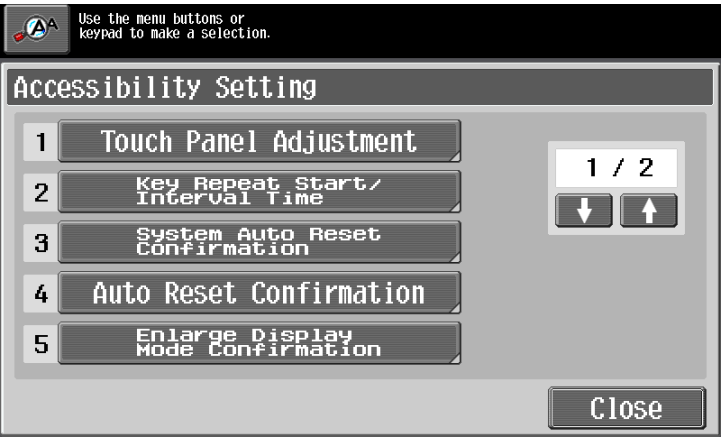 Use the menu buttons or
keypad to make a selection.
Accessibility Setting
1 Touch Panel Adjustment
2 Key Repeat Start/
Interval Time
3 System Auto Reset
Confirmation
4 Auto Reset Confirmation
5 Enlarge Display
Mode Confirmation
1 / 2
Close